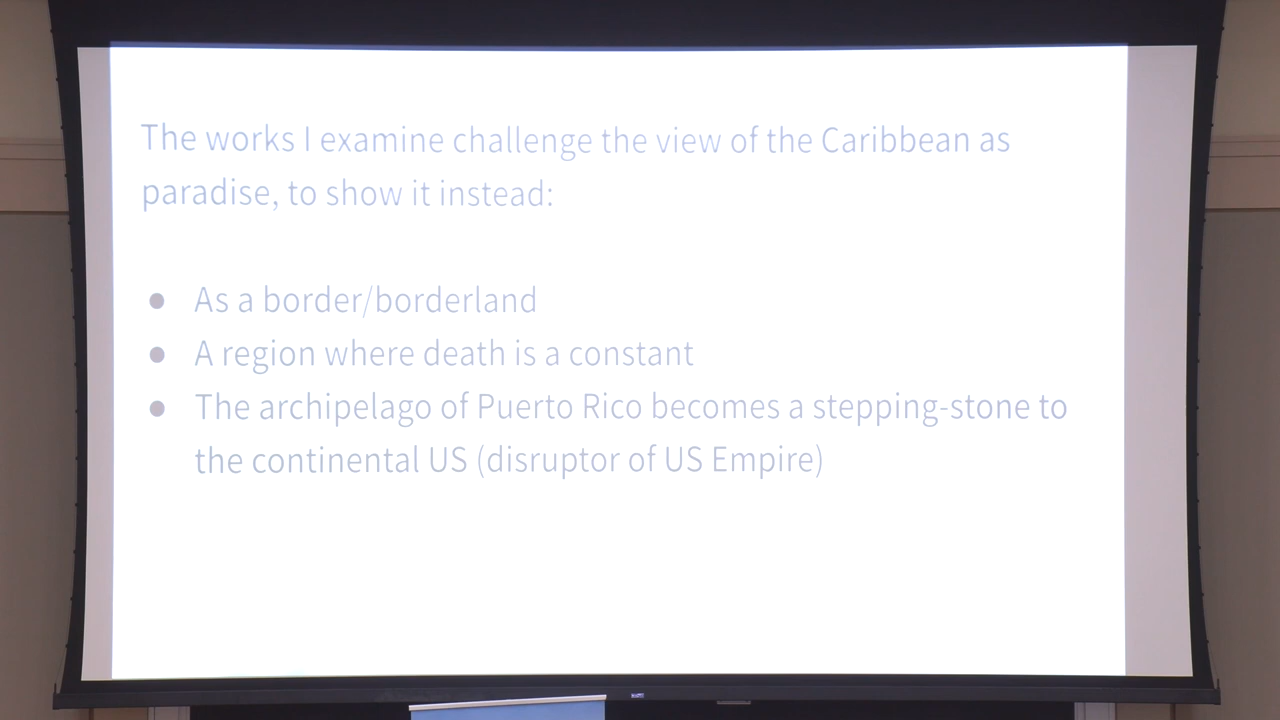 The works I examine challenge the view of the Caribbean as
paradise, to show it instead:
● As a border/borderland
● A region where death is a constant
● The archipelago of Puerto Rico becomes a stepping-stone to
the continental US (disruptor of US Empire)